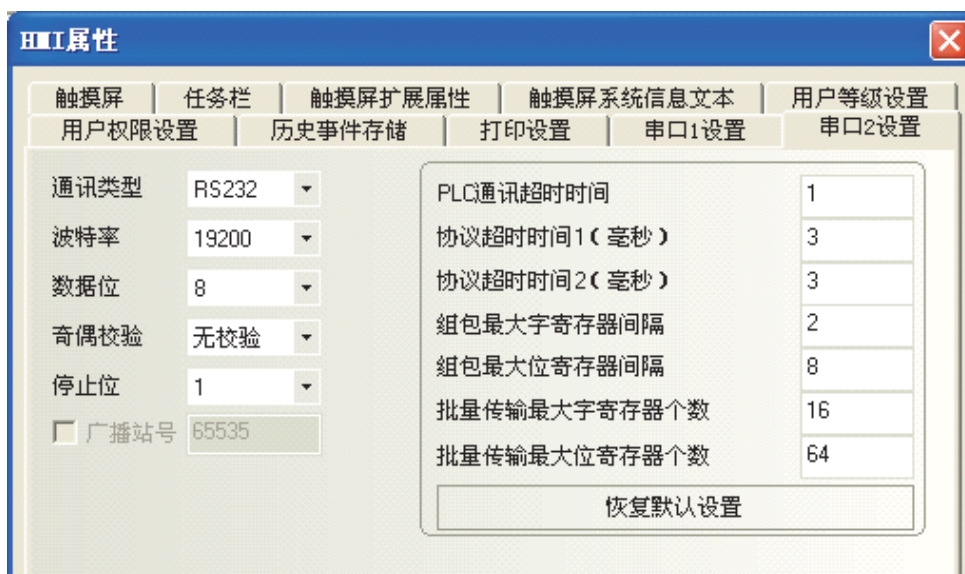 HMI属性
触摸屏 任务栏 触摸屏扩展属性 触摸屏系统信息文本 用户等级设置
用户权限设置 历史事件存储 打印设置 串口1设置 串口2设置
通讯类型 RS232
波特率 19200
数据位 8
奇偶校验 无校验
停止位 1
广播站号 65535
PLC通讯超时时间 1
协议超时时间1(毫秒) 3
协议超时时间2(毫秒) 3
组包最大字寄存器间隔 2
组包最大位寄存器间隔 8
批量传输最大字寄存器个数 16
批量传输最大位寄存器个数 64
恢复默认设置